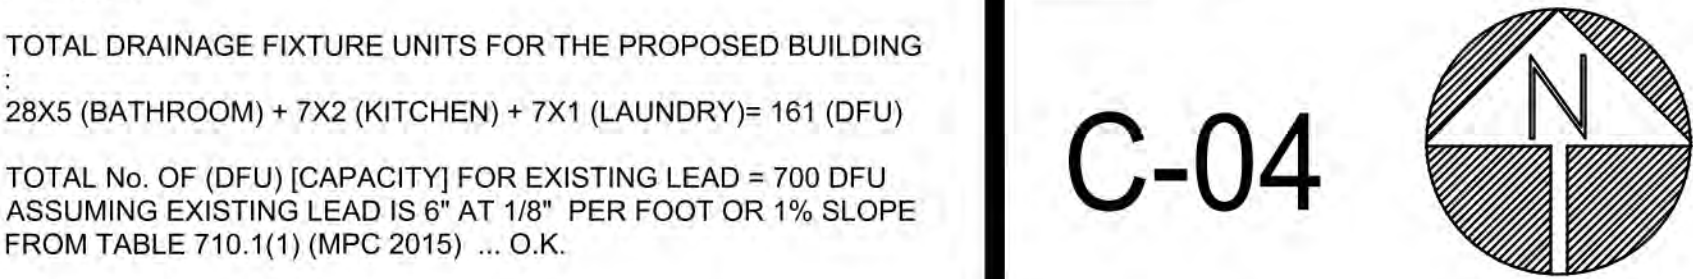 TOTAL DRAINAGE FIXTURE UNITS FOR THE PROPOSED BUILDING
:
28X5 (BATHROOM) + 7X2 (KITCHEN) + 7X1 (LAUNDRY)= 161 (DFU)
TOTAL No. OF (DFU) [CAPACITY] FOR EXISTING LEAD = 700 DFU
ASSUMING EXISTING LEAD IS 6" AT 1/8" PER FOOT OR 1% SLOPE
FROM TABLE 710.1(1) (MPC 2015) ... O.K.
C-04
N